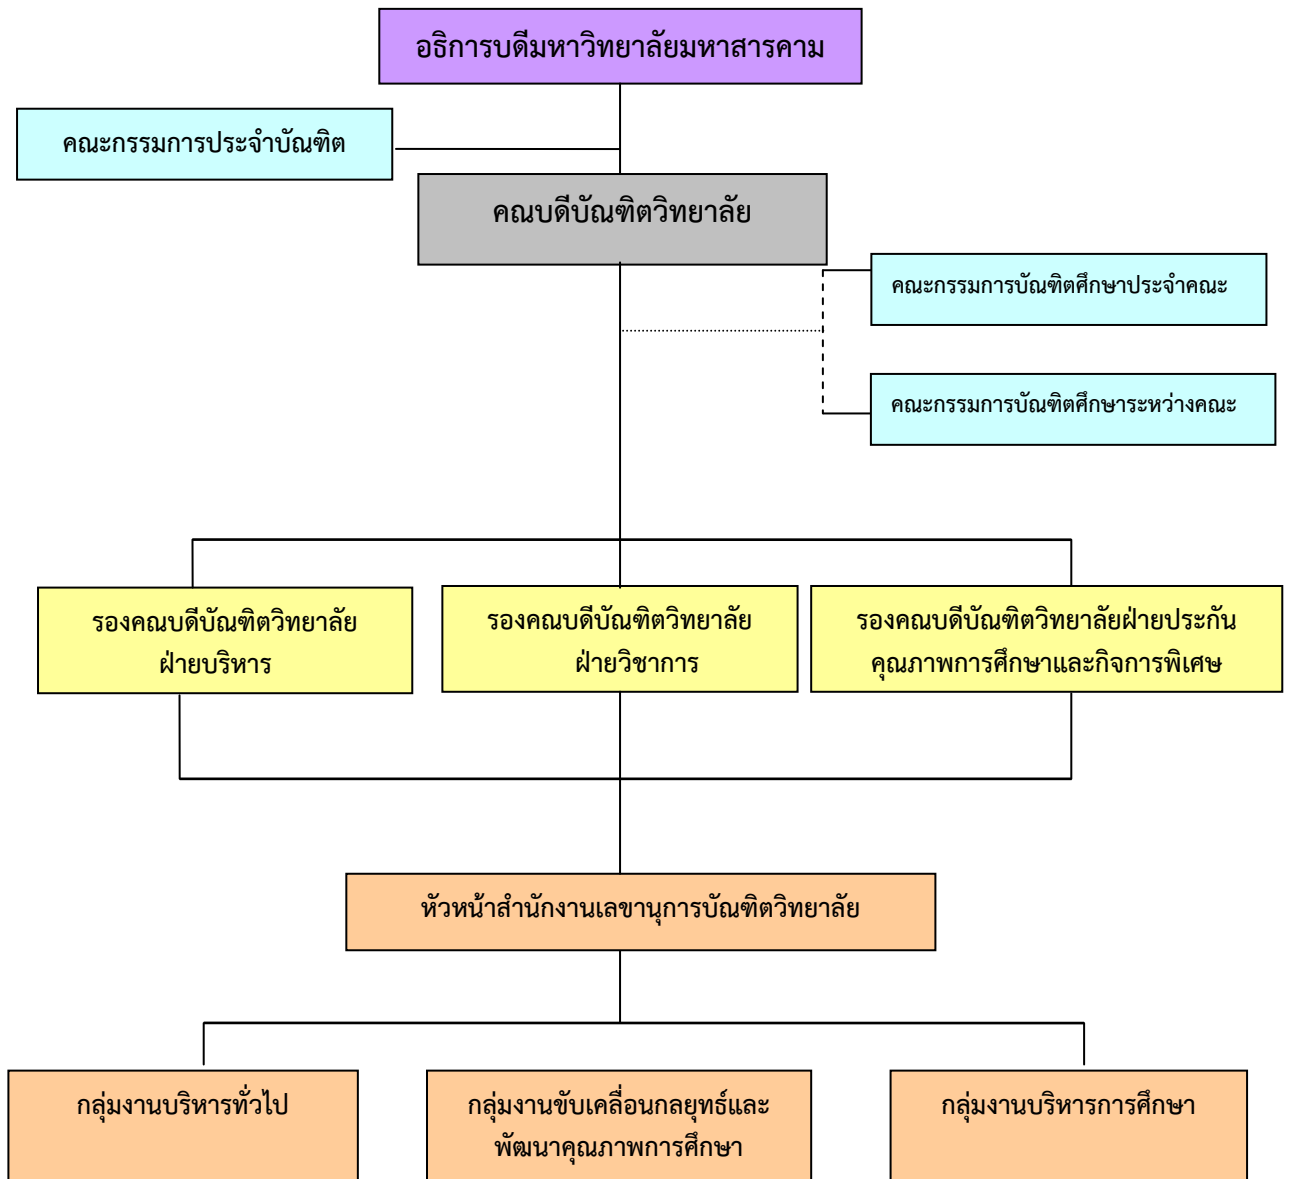 อธิการบดีมหาวิทยาลัยมหาสารคาม
คณะกรรมการประจำบัณฑิต
คณบดีบัณฑิตวิทยาลัย
คณะกรรมการบัณฑิตศึกษาประจำคณะ
คณะกรรมการบัณฑิตศึกษาระหว่างคณะ
รองคณบดีบัณฑิตวิทยาลัย
ฝ่ายบริหาร
รองคณบดีบัณฑิตวิทยาลัย
ฝ่ายวิชาการ
รองคณบดีบัณฑิตวิทยาลัยฝ่ายประกัน
คุณภาพการศึกษาและกิจการพิเศษ
หัวหน้าสำนักงานเลขานุการบัณฑิตวิทยาลัย
กลุ่มงานบริหารทั่วไป
กลุ่มงานขับเคลื่อนกลยุทธ์และ
พัฒนาคุณภาพการศึกษา
กลุ่มงานบริหารการศึกษา